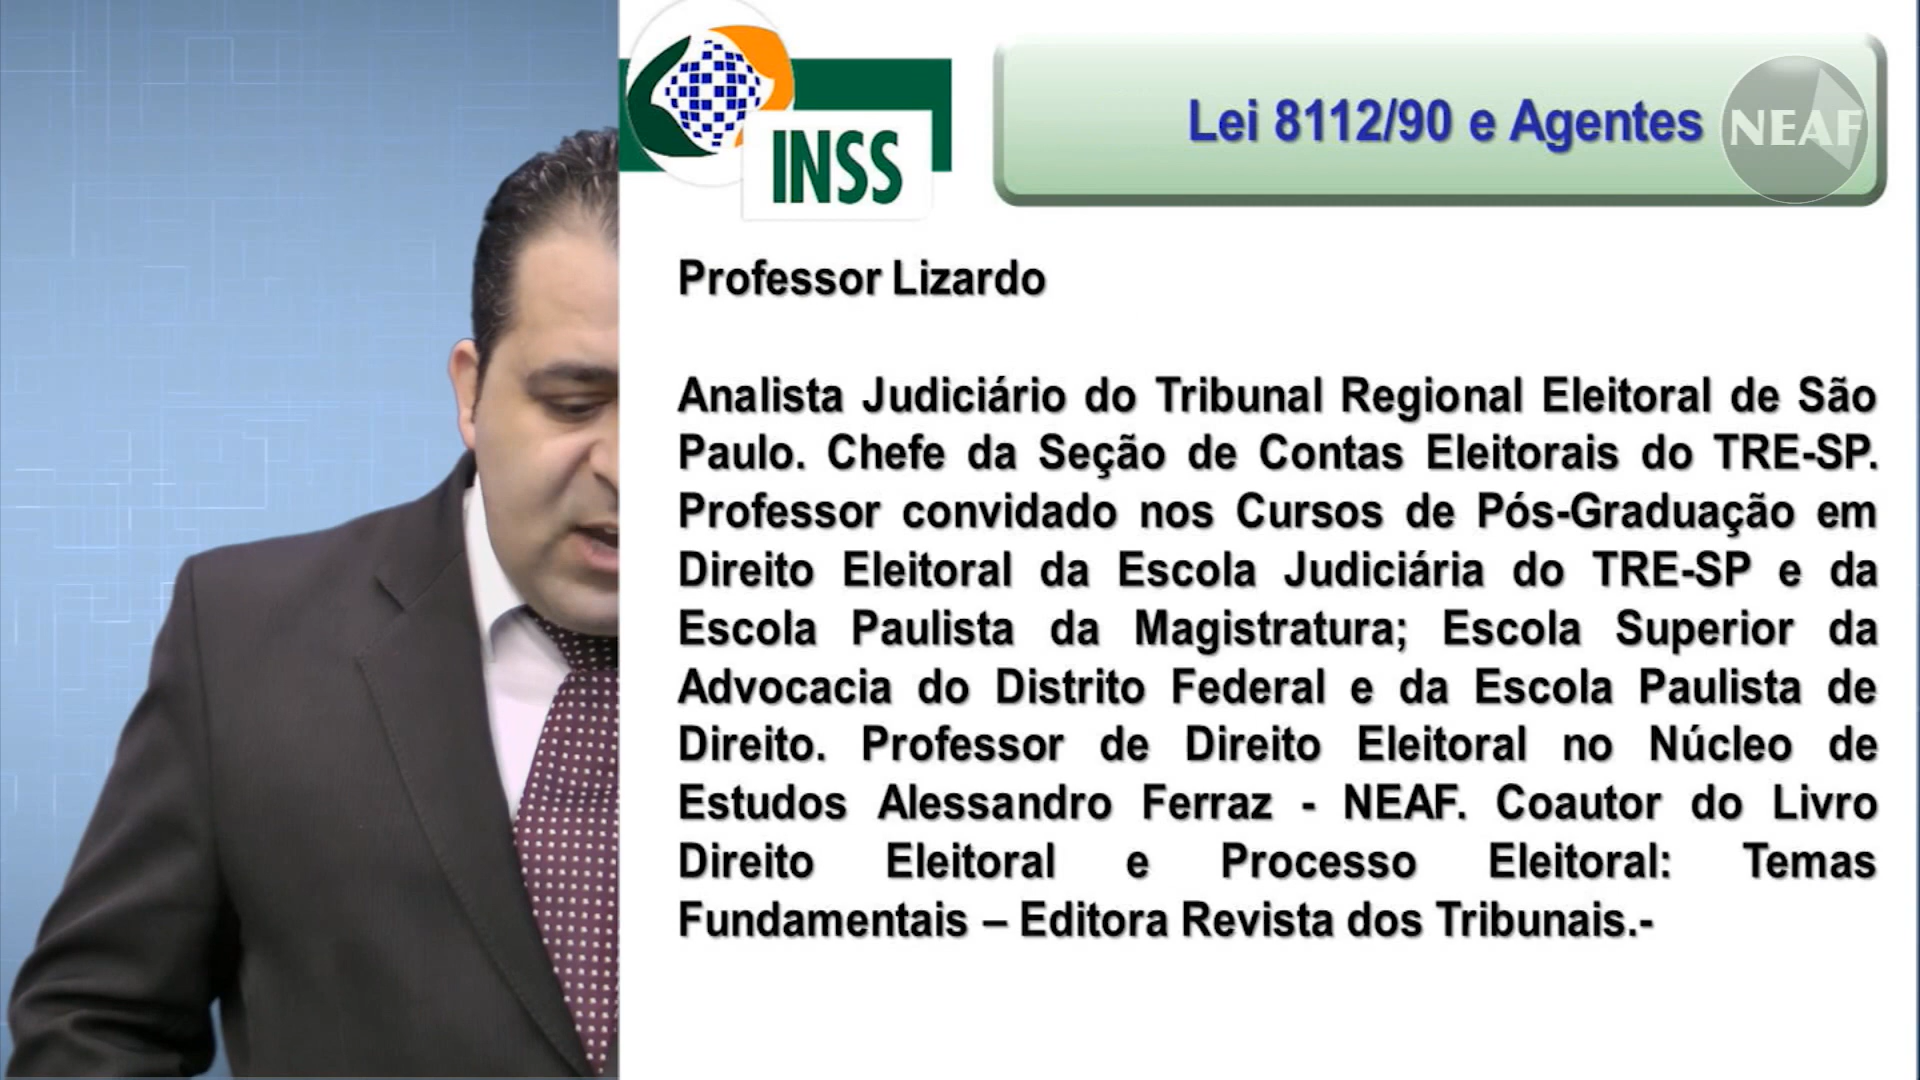 INSS
Lei 8112/90 e Agentes
NEAF
Professor Lizardo
Analista Judiciário do Tribunal Regional Eleitoral de São
Paulo. Chefe da Seção de Contas Eleitorais do TRE-SP.
Professor convidado nos Cursos de Pós-Graduação em
Direito Eleitoral da Escola Judiciária do TRE-SP e da
Escola Paulista da Magistratura; Escola Superior da
Advocacia do Distrito Federal e da Escola Paulista de
Direito. Professor de Direito Eleitoral no Núcleo de
Estudos Alessandro Ferraz - NEAF. Coautor do Livro
Direito Eleitoral e Processo Eleitoral: Temas
Fundamentais – Editora Revista dos Tribunais.-